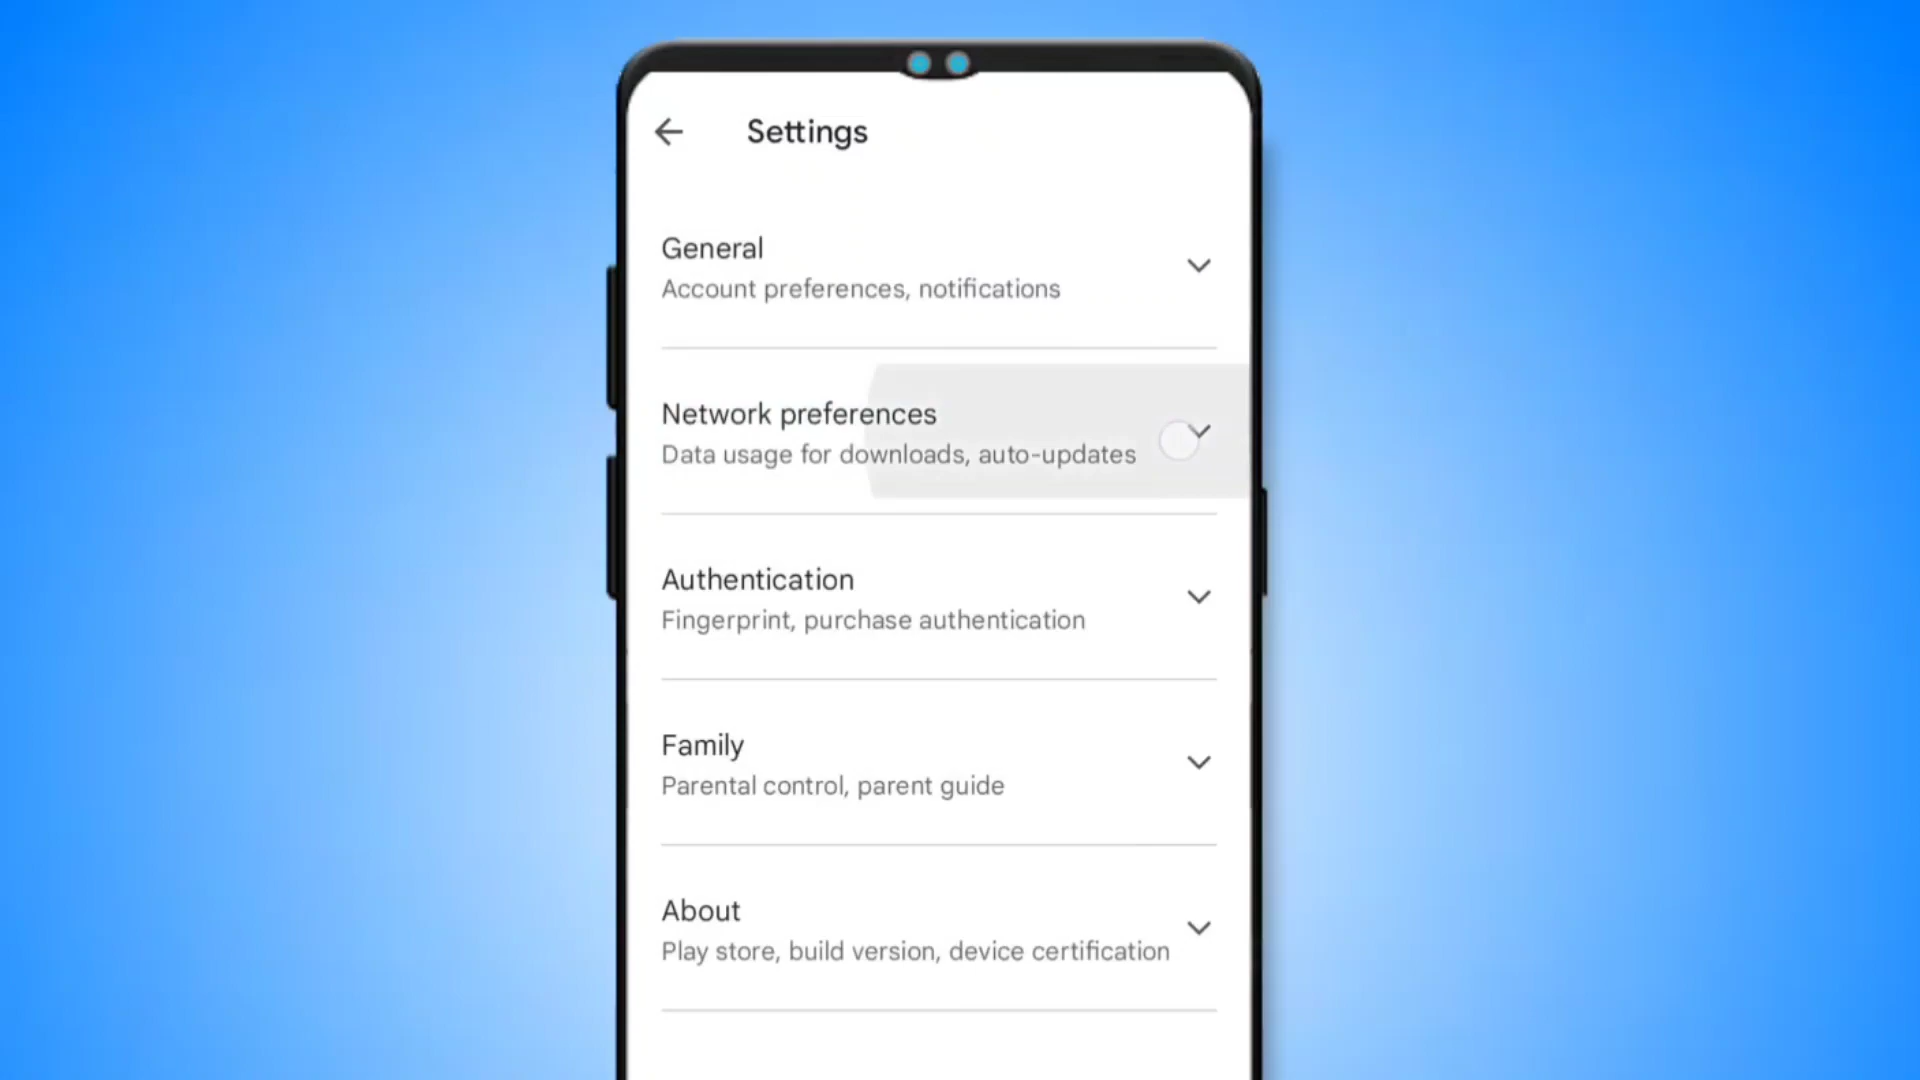 Settings
General
Account preferences, notifications
Network preferences
Data usage for downloads, auto-updates
Authentication
Fingerprint, purchase authentication
Family
Parental control, parent guide
About
Play store, build version, device certification